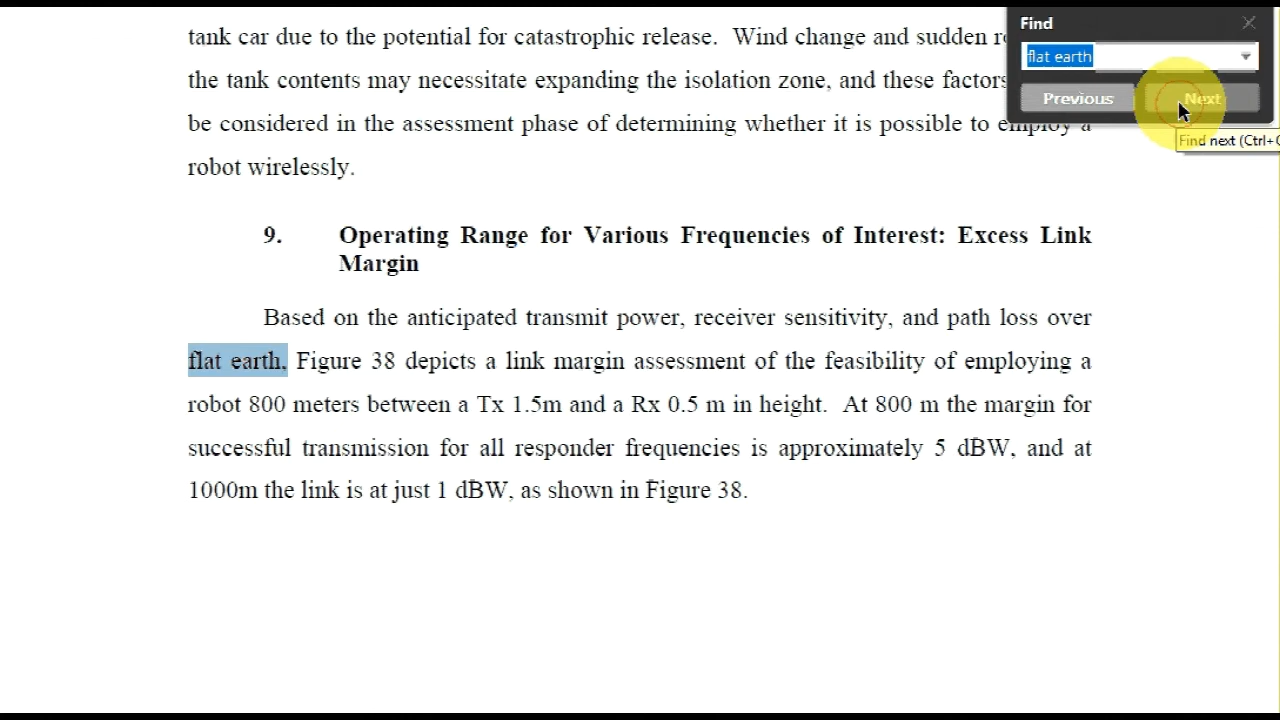 tank car due to the potential for catastrophic release. Wind change and sudden
the tank contents may necessitate expanding the isolation zone, and these factors
be considered in the assessment phase of determining whether it is possible to employ a
robot wirelessly.
9. Operating Range for Various Frequencies of Interest: Excess Link
Margin
Based on the anticipated transmit power, receiver sensitivity, and path loss over
flat earth, Figure 38 depicts a link margin assessment of the feasibility of employing a
robot 800 meters between a Tx 1.5m and a Rx 0.5 m in height. At 800 m the margin for
successful transmission for all responder frequencies is approximately 5 dBW, and at
1000m the link is at just 1 dBW, as shown in Figure 38.
Find
flat earth
Previous
Next
Find next (Ctrl+